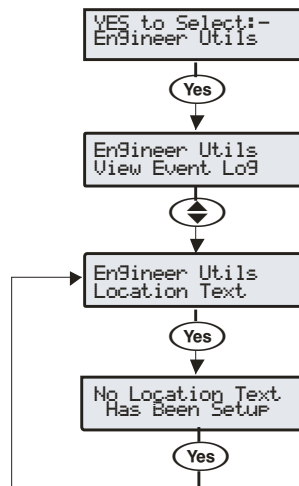 YES to Select:-
Engineer Utils
Yes
Engineer Utils
View Event Log
Engineer Utils
Location Text
Yes
No Location Text
Has Been Setup
Yes